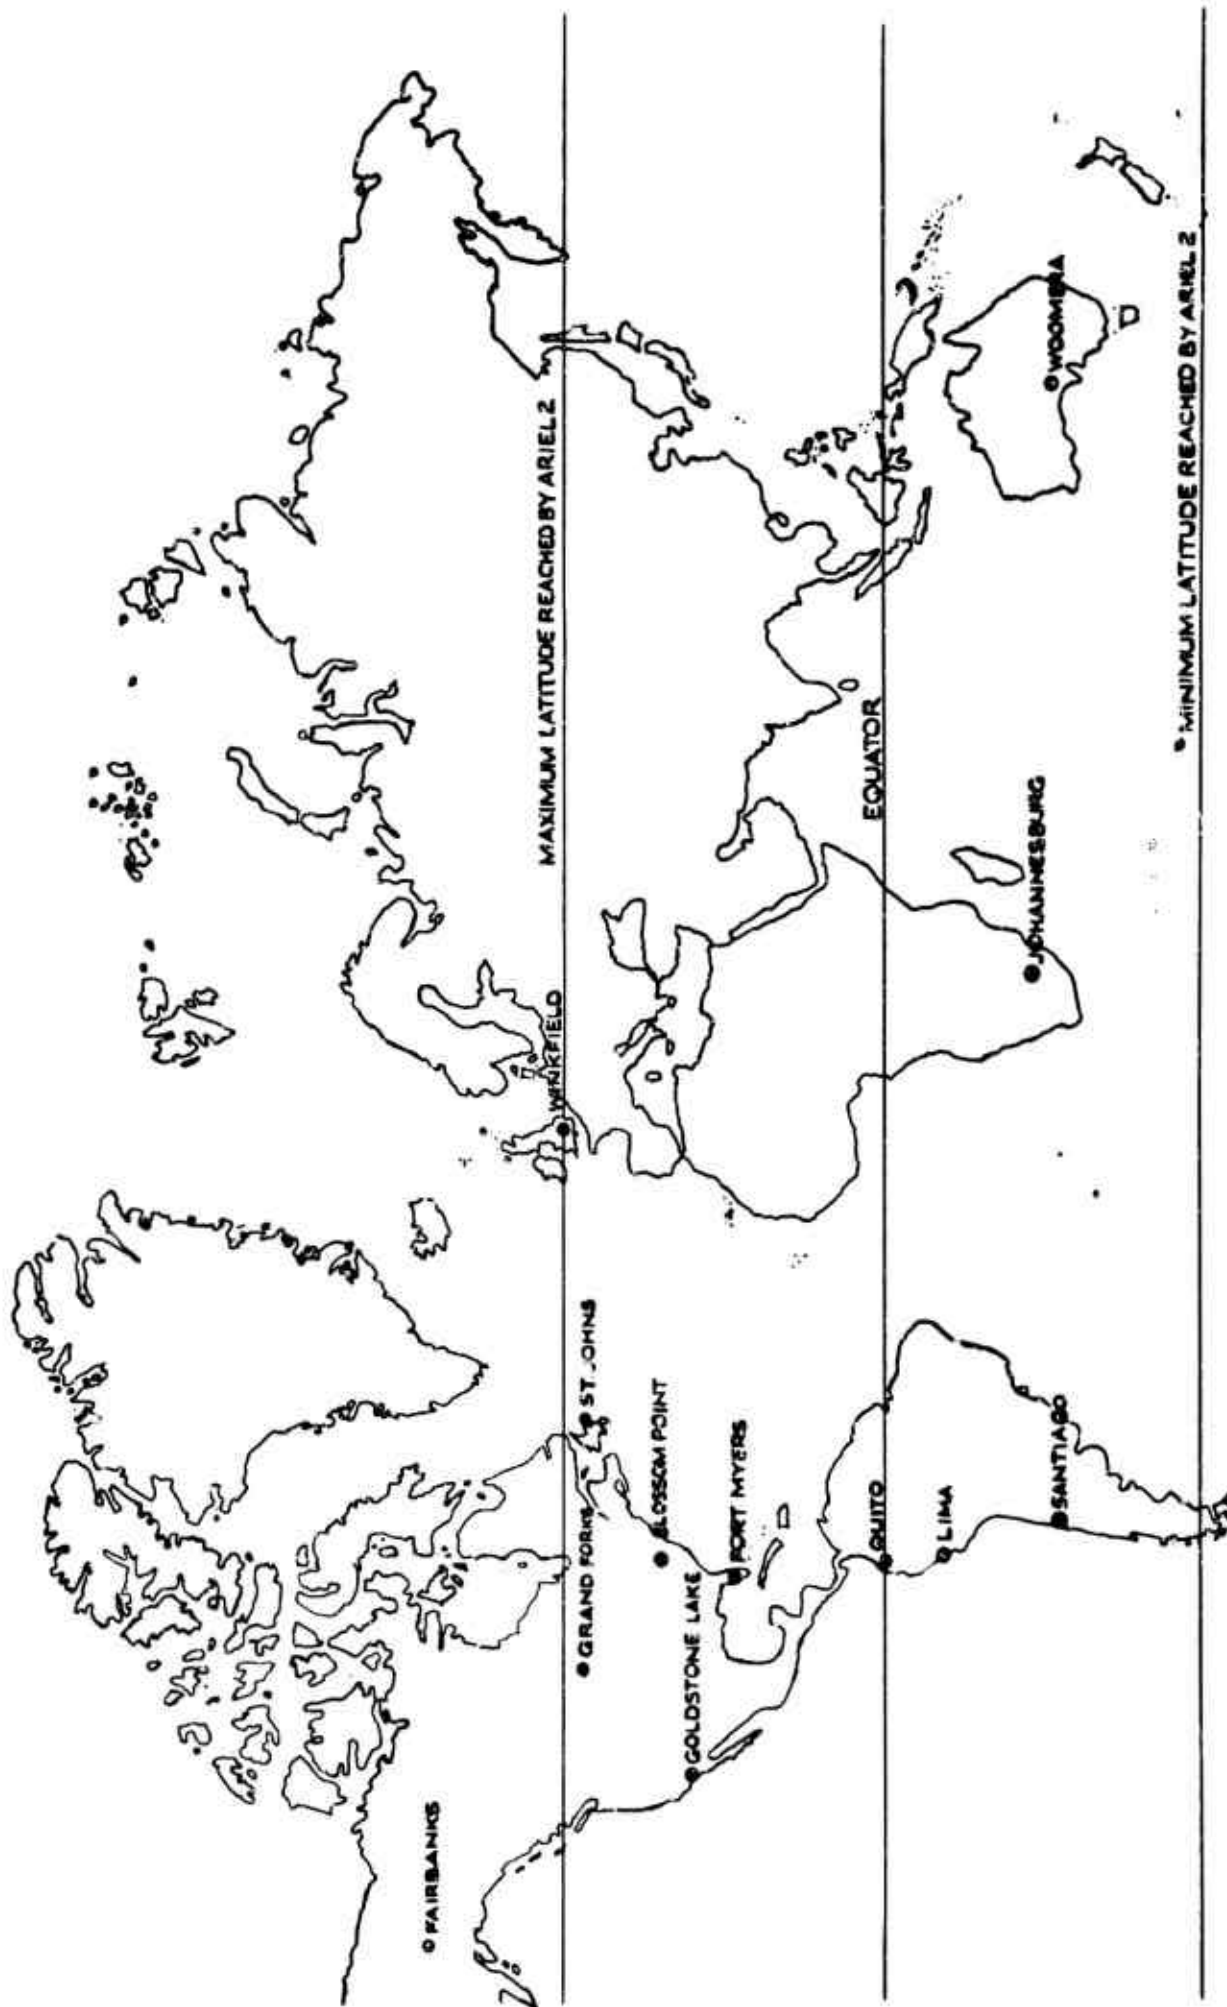 FAIRBANKS
MAXIMUM LATITUDE REACHED BY ARIEL 2
WINKFIELD
GRAND FORKS
ST. JOHNS
BLOSSOM POINT
GOLDSTONE LAKE
FORT MYERS
EQUATOR
QUITO
LIMA
JOHANNESBURG
SANTIAGO
WOOMERA
MINIMUM LATITUDE REACHED BY ARIEL 2